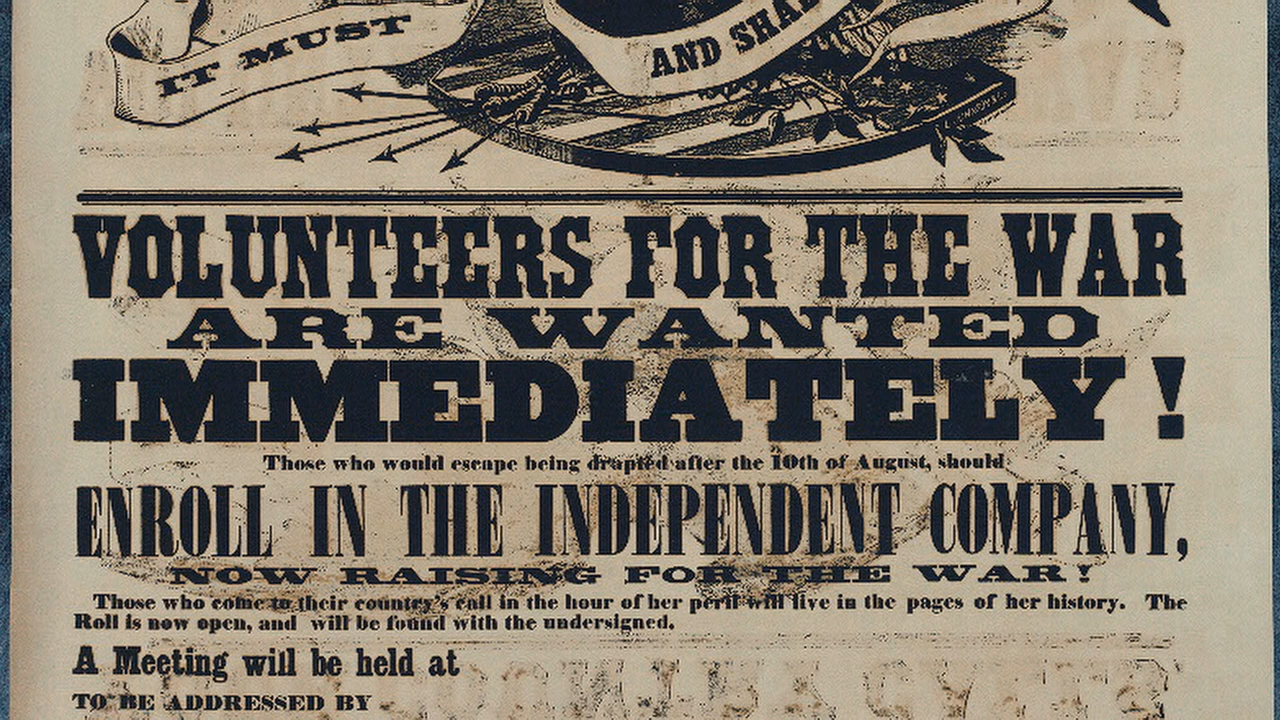 IT MUST
AND SHAL
VOLUNTEERS FOR THE WAR
ARE WANTED
IMMEDIATELY!
Those who would escape being drapted after the 10th of August, should
ENROLL IN THE INDEPENDENT COMPANY,
NOW RAISING FOR THE WAR!
Those who come to their country's call in the hour of her peril will live in the pages of her history. The
Roll is now open, and will be found with the undersigned.
A Meeting will be held at
TO BE ADDRESSED BY